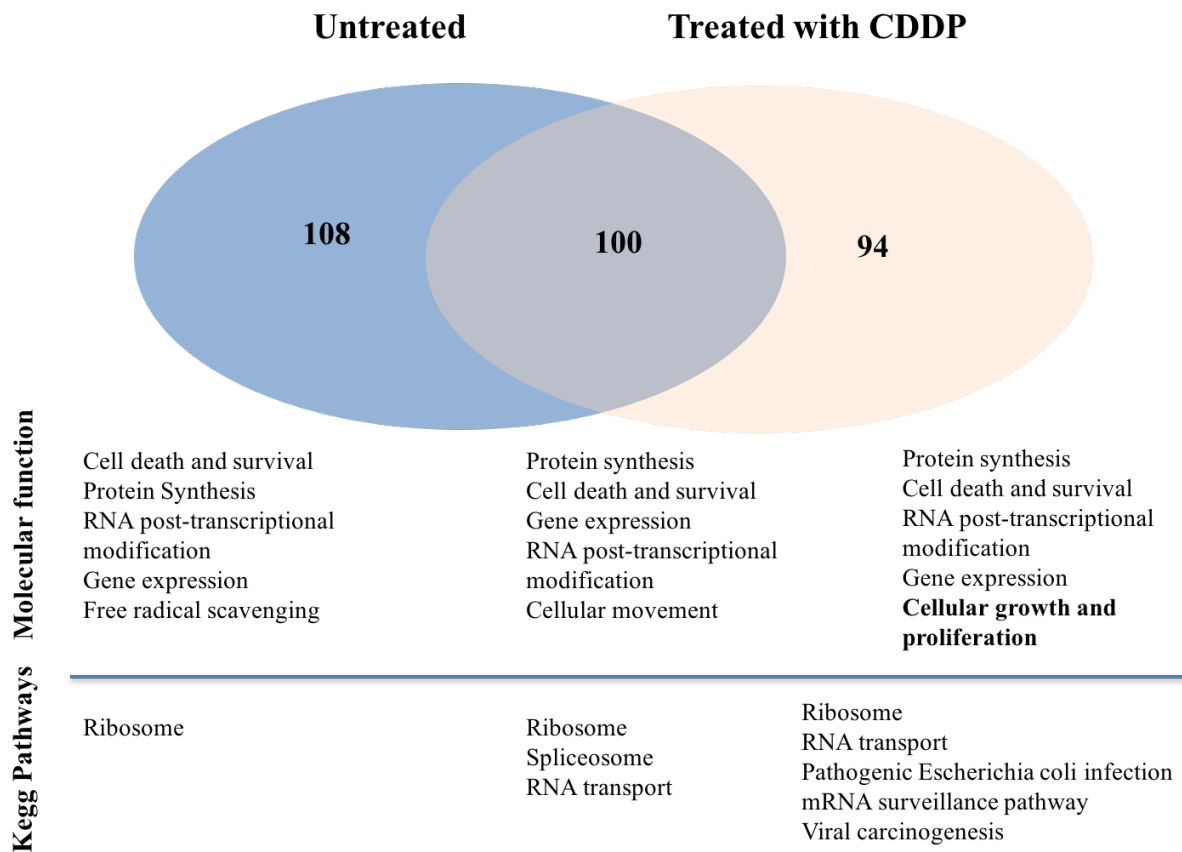 Untreated
Treated with CDDP
108
100
94
Molecular function
Cell death and survival
Protein Synthesis
RNA post-transcriptional
modification
Gene expression
Free radical scavenging
Protein synthesis
Cell death and survival
Gene expression
RNA post-transcriptional
modification
Cellular movement
Protein synthesis
Cell death and survival
RNA post-transcriptional
modification
Gene expression
Cellular growth and
proliferation
Kegg Pathways
Ribosome
Ribosome
Spliceosome
RNA transport
Ribosome
RNA transport
Pathogenic Escherichia coli infection
mRNA surveillance pathway
Viral carcinogenesis